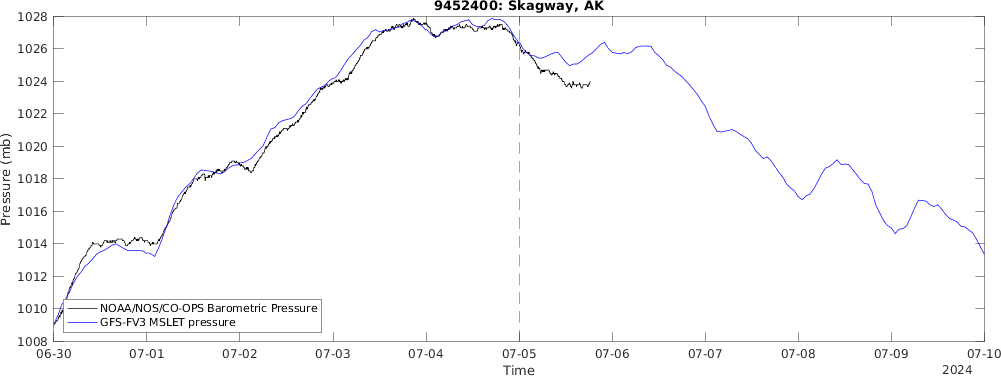 9452400: Skagway, AK
1028
1026
1024
1022
1020
1018
1016
1014
1012
1010
1008
Pressure (mb)
NOAA/NOS/CO-OPS Barometric Pressure
GFS-FV3 MSLET pressure
06-30 07-01 07-02 07-03 07-04 07-05 07-06 07-07 07-08 07-09 07-10
Time
2024